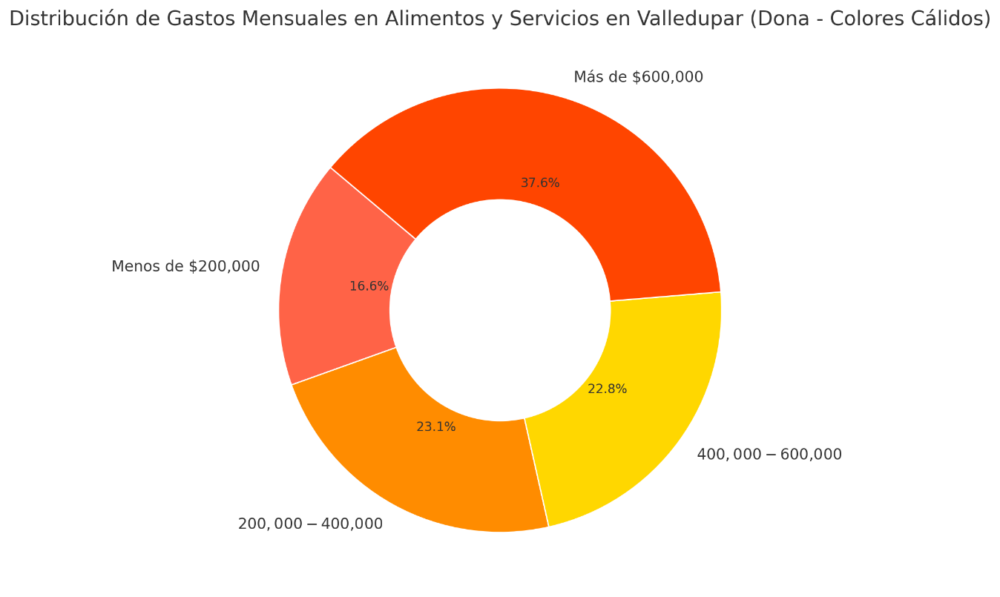 Distribución de Gastos Mensuales en Alimentos y Servicios en Valledupar (Dona - Colores Cálidos)
Más de $600,000
37.6%
Menos de $200,000
16.6%
22.8%
23.1%
400, 000 − 600,000
200, 000 − 400,000